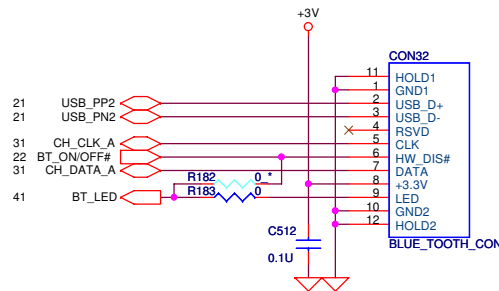 +3V
CON32
11 HOLD1
1 GND1
21 USB_PP2 2 USB_D+
21 USB_PN2 3 USB_D-
4 RSVD
31 CH_CLK_A 5 CLK
22 BT_ON/OFF# 6 HW_DIS#
31 CH_DATA_A 7 DATA
R182 0_* 8 +3.3V
41 BT_LED R183 0 9 LED
10 GND2
12 HOLD2
C512 BLUE_TOOTH_CON
0.1U